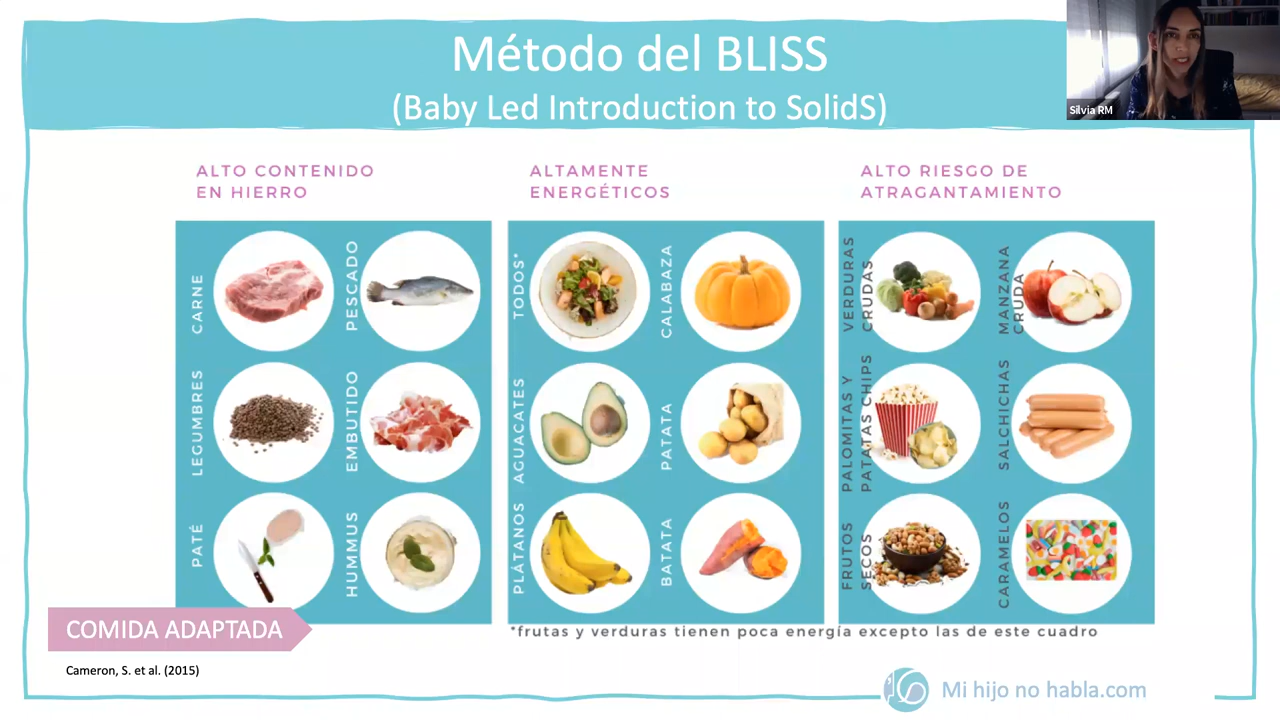 Método del BLISS
(Baby Led Introduction to SolidS)
Silvia RM
ALTO CONTENIDO
EN HIERRO
CARNE
PESCADO
LEGUMBRES
EMBUTIDO
PATÉ
HUMMUS
ALTAMENTE
ENERGÉTICOS
TODOS*
CALABAZA
AGUACATES
PATATA
PLÁTANOS
BATATA
ALTO RIESGO DE
ATRAGANTAMIENTO
VERDURAS
CRUDAS
MANZANA
CRUDA
PALOMITAS Y
PATATAS CHIPS
SALCHICHAS
FRUTOS
SECOS
CARAMELOS
*frutas y verduras tienen poca energía excepto las de este cuadro
COMIDA ADAPTADA
Cameron, S. et al. (2015)
Mi hijo no habla.com